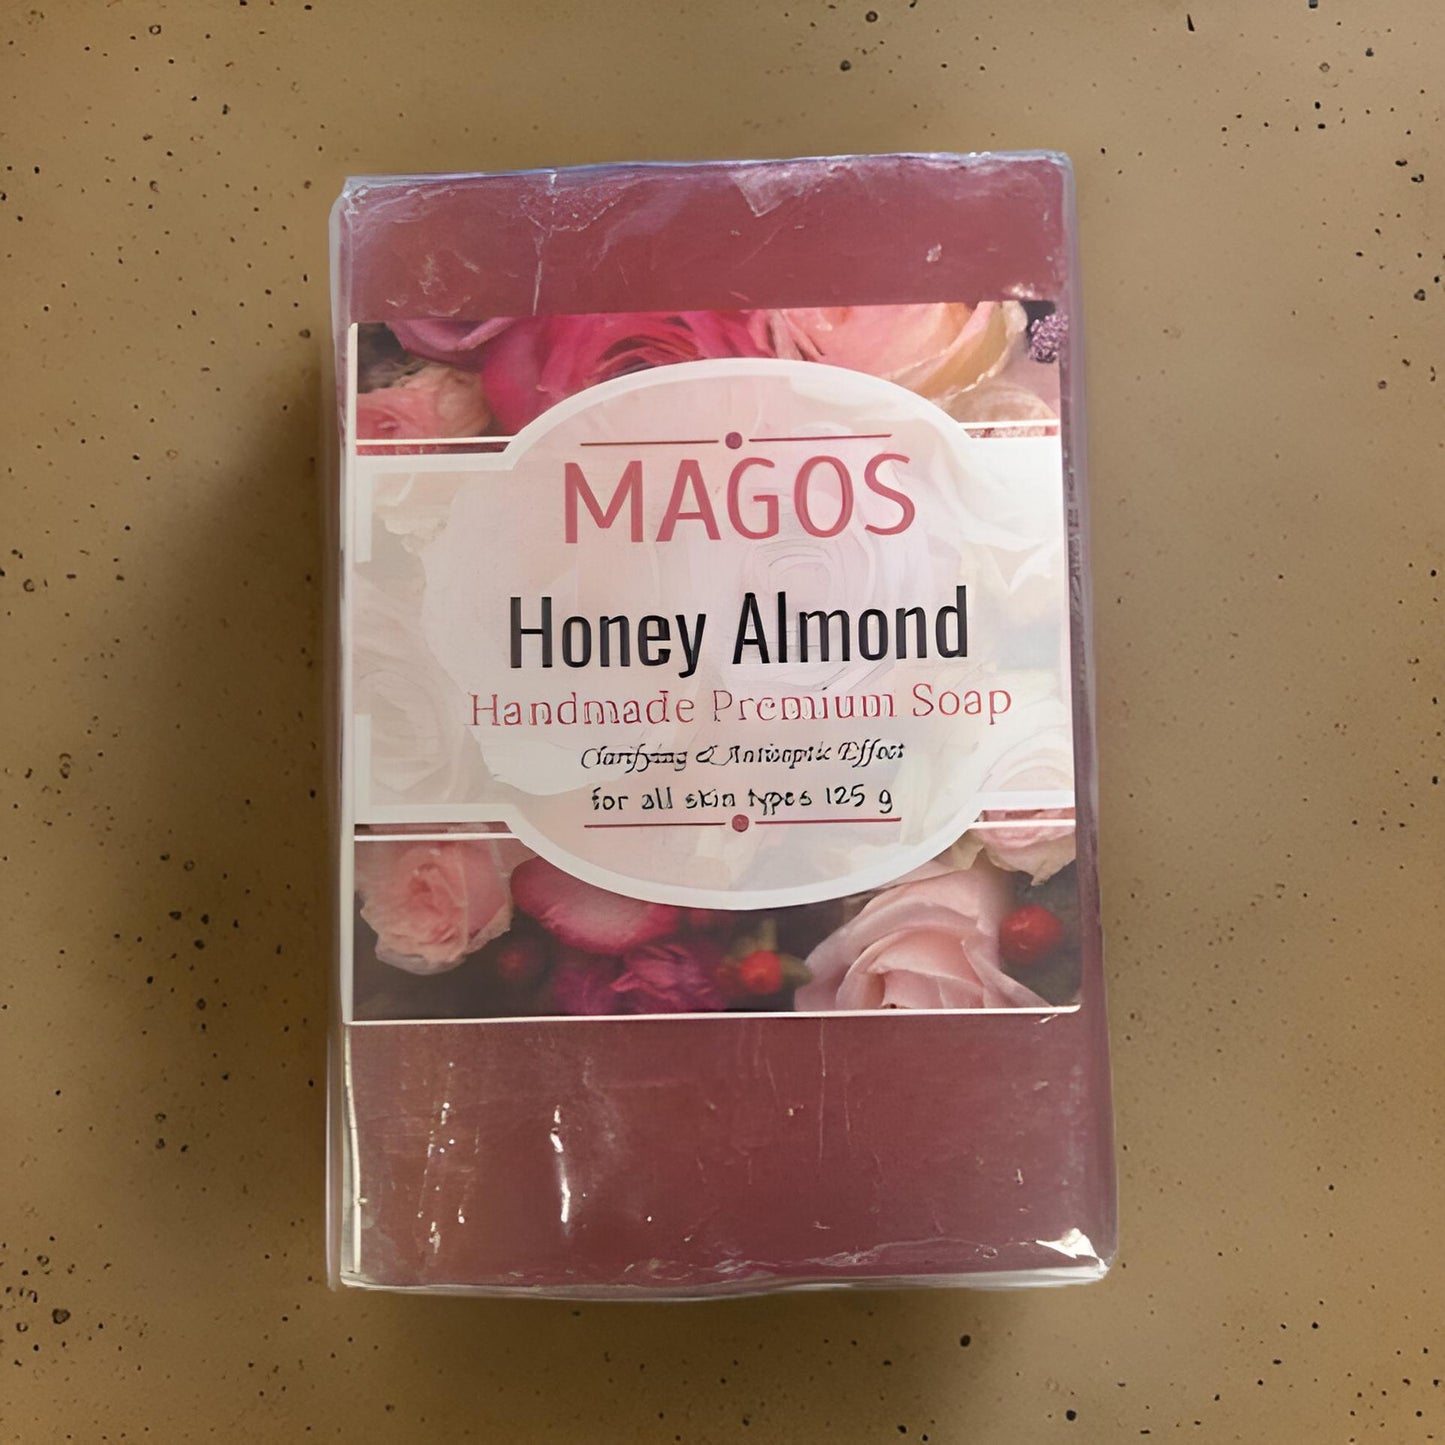 MAGOS
Honey Almond
Handmade Premium Soap
Clarifying & Antiseptic Effect
for all skin types 125 g